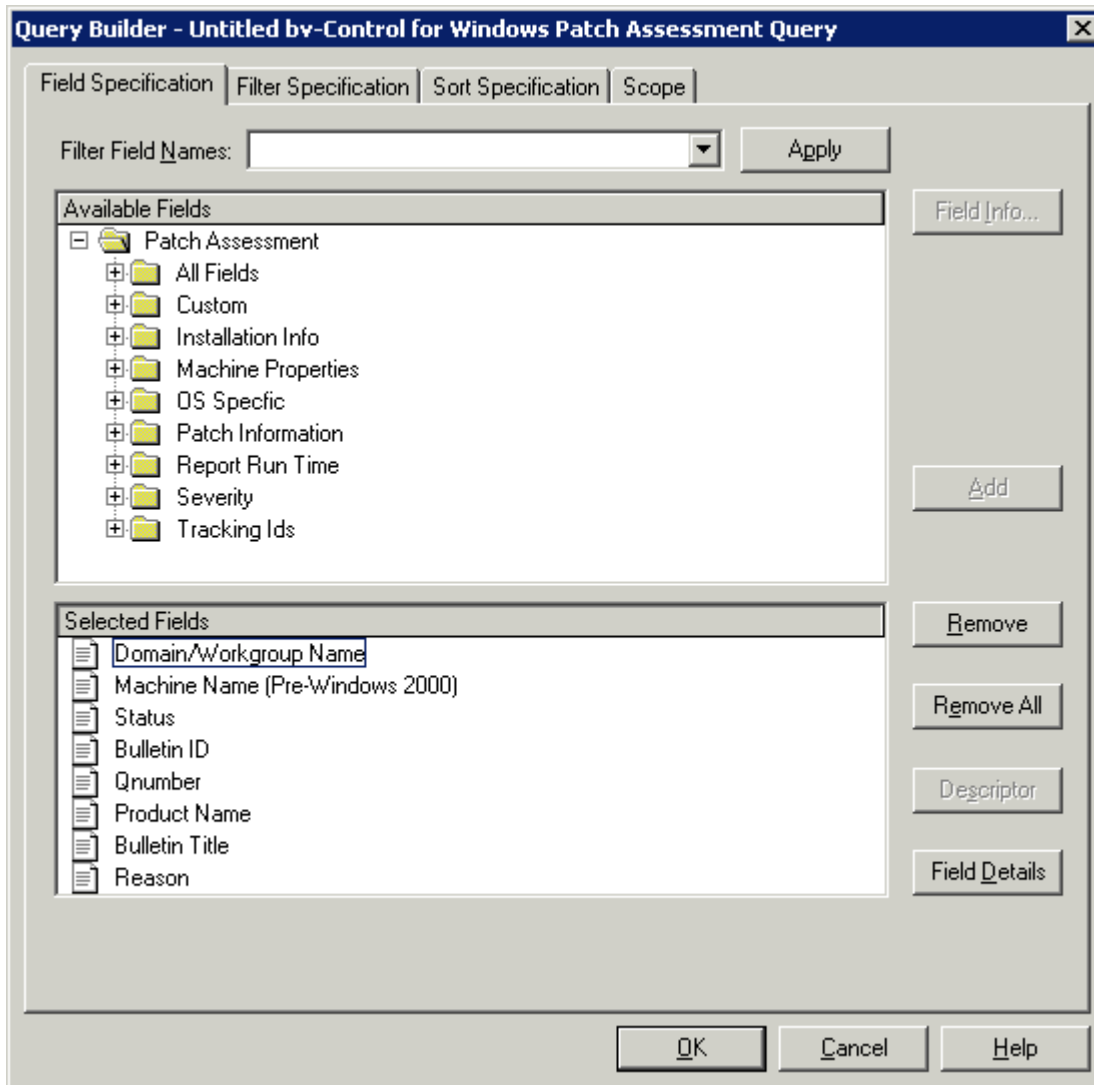 Query Builder - Untitled bv-Control for Windows Patch Assessment Query
Field Specification Filter Specification Sort Specification Scope
Filter Field Names: Apply
Available Fields Field Info...
Patch Assessment
All Fields
Custom
Installation Info
Machine Properties
OS Specfic
Patch Information
Report Run Time
Severity
Add
Tracking Ids
Selected Fields
Remove
Domain/Workgroup Name
Machine Name (Pre-Windows 2000)
Status
Remove All
Bulletin ID
Qnumber
Descriptor
Product Name
Bulletin Title
Reason
Field Details
OK Cancel Help